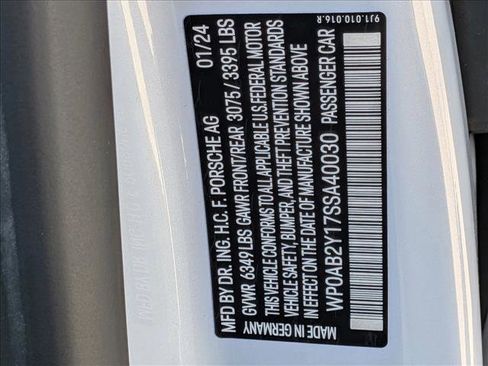 9J1.010.016.R
MFD BY DR. ING. H.C. F. PORSCHE AG 01/24
GVWR 6349 LBS GAWR FRONT/REAR 3075 / 3395 LBS
THIS VEHICLE CONFORMS TO ALL APPLICABLE U.S.FEDERAL MOTOR
VEHICLE SAFETY, BUMPER, AND THEFT PREVENTION STANDARDS
IN EFFECT ON THE DATE OF MANUFACTURE SHOWN ABOVE
WP0AB2Y17SSA40030 PASSENGER CAR
MADE IN GERMANY